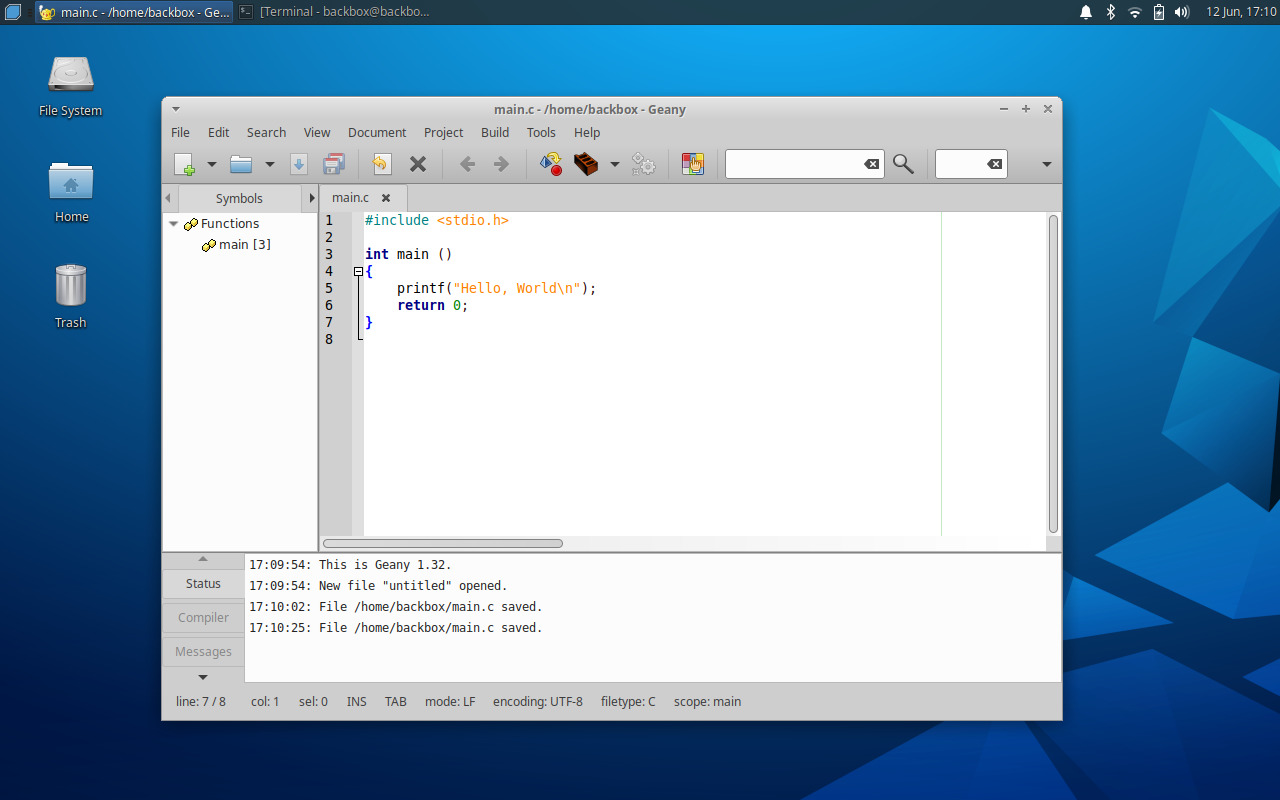 main.c - /home/backbox - Ge...
[Terminal - backbox@backbo...
12 Jun, 17:10
File System
Home
Trash
main.c - /home/backbox - Geany
File Edit Search View Document Project Build Tools Help
Symbols
main.c
Functions
main [3]
1 #include <stdio.h>
2
3 int main ()
4 {
5 printf("Hello, World\n");
6 return 0;
7 }
8
Status
Compiler
Messages
17:09:54: This is Geany 1.32.
17:09:54: New file "untitled" opened.
17:10:02: File /home/backbox/main.c saved.
17:10:25: File /home/backbox/main.c saved.
line: 7 / 8 col: 1 sel: 0 INS TAB mode: LF encoding: UTF-8 filetype: C scope: main